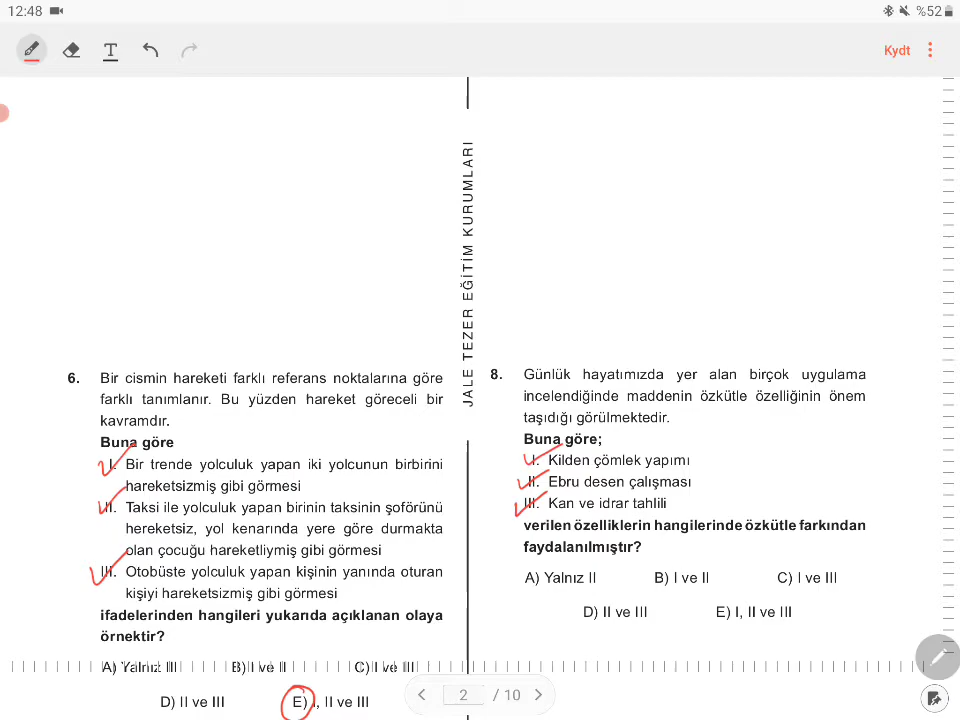 12:48
%52
T
Kydt
JALE TEZER EĞİTİM KURUMLARI
6. Bir cismin hareketi farklı referans noktalarına göre
farklı tanımlanır. Bu yüzden hareket göreceli bir
kavramdır.
Buna göre
I. Bir trende yolculuk yapan iki yolcunun birbirini
hareketsizmiş gibi görmesi
II. Taksi ile yolculuk yapan birinin taksinin şoförünü
hereketsiz, yol kenarında yere göre durmakta
olan çocuğu hareketliymiş gibi görmesi
III. Otobüste yolculuk yapan kişinin yanında oturan
kişiyi hareketsizmiş gibi görmesi
ifadelerinden hangileri yukarıda açıklanan olaya
örnektir?
A) Yalnız III B) I ve II C) I ve III
D) II ve III E) I, II ve III
8. Günlük hayatımızda yer alan birçok uygulama
incelendiğinde maddenin özkütle özelliğinin önem
taşıdığı görülmektedir.
Buna göre;
I. Kilden çömlek yapımı
II. Ebru desen çalışması
III. Kan ve idrar tahlili
verilen özelliklerin hangilerinde özkütle farkından
faydalanılmıştır?
A) Yalnız II B) I ve II C) I ve III
D) II ve III E) I, II ve III
2 / 10